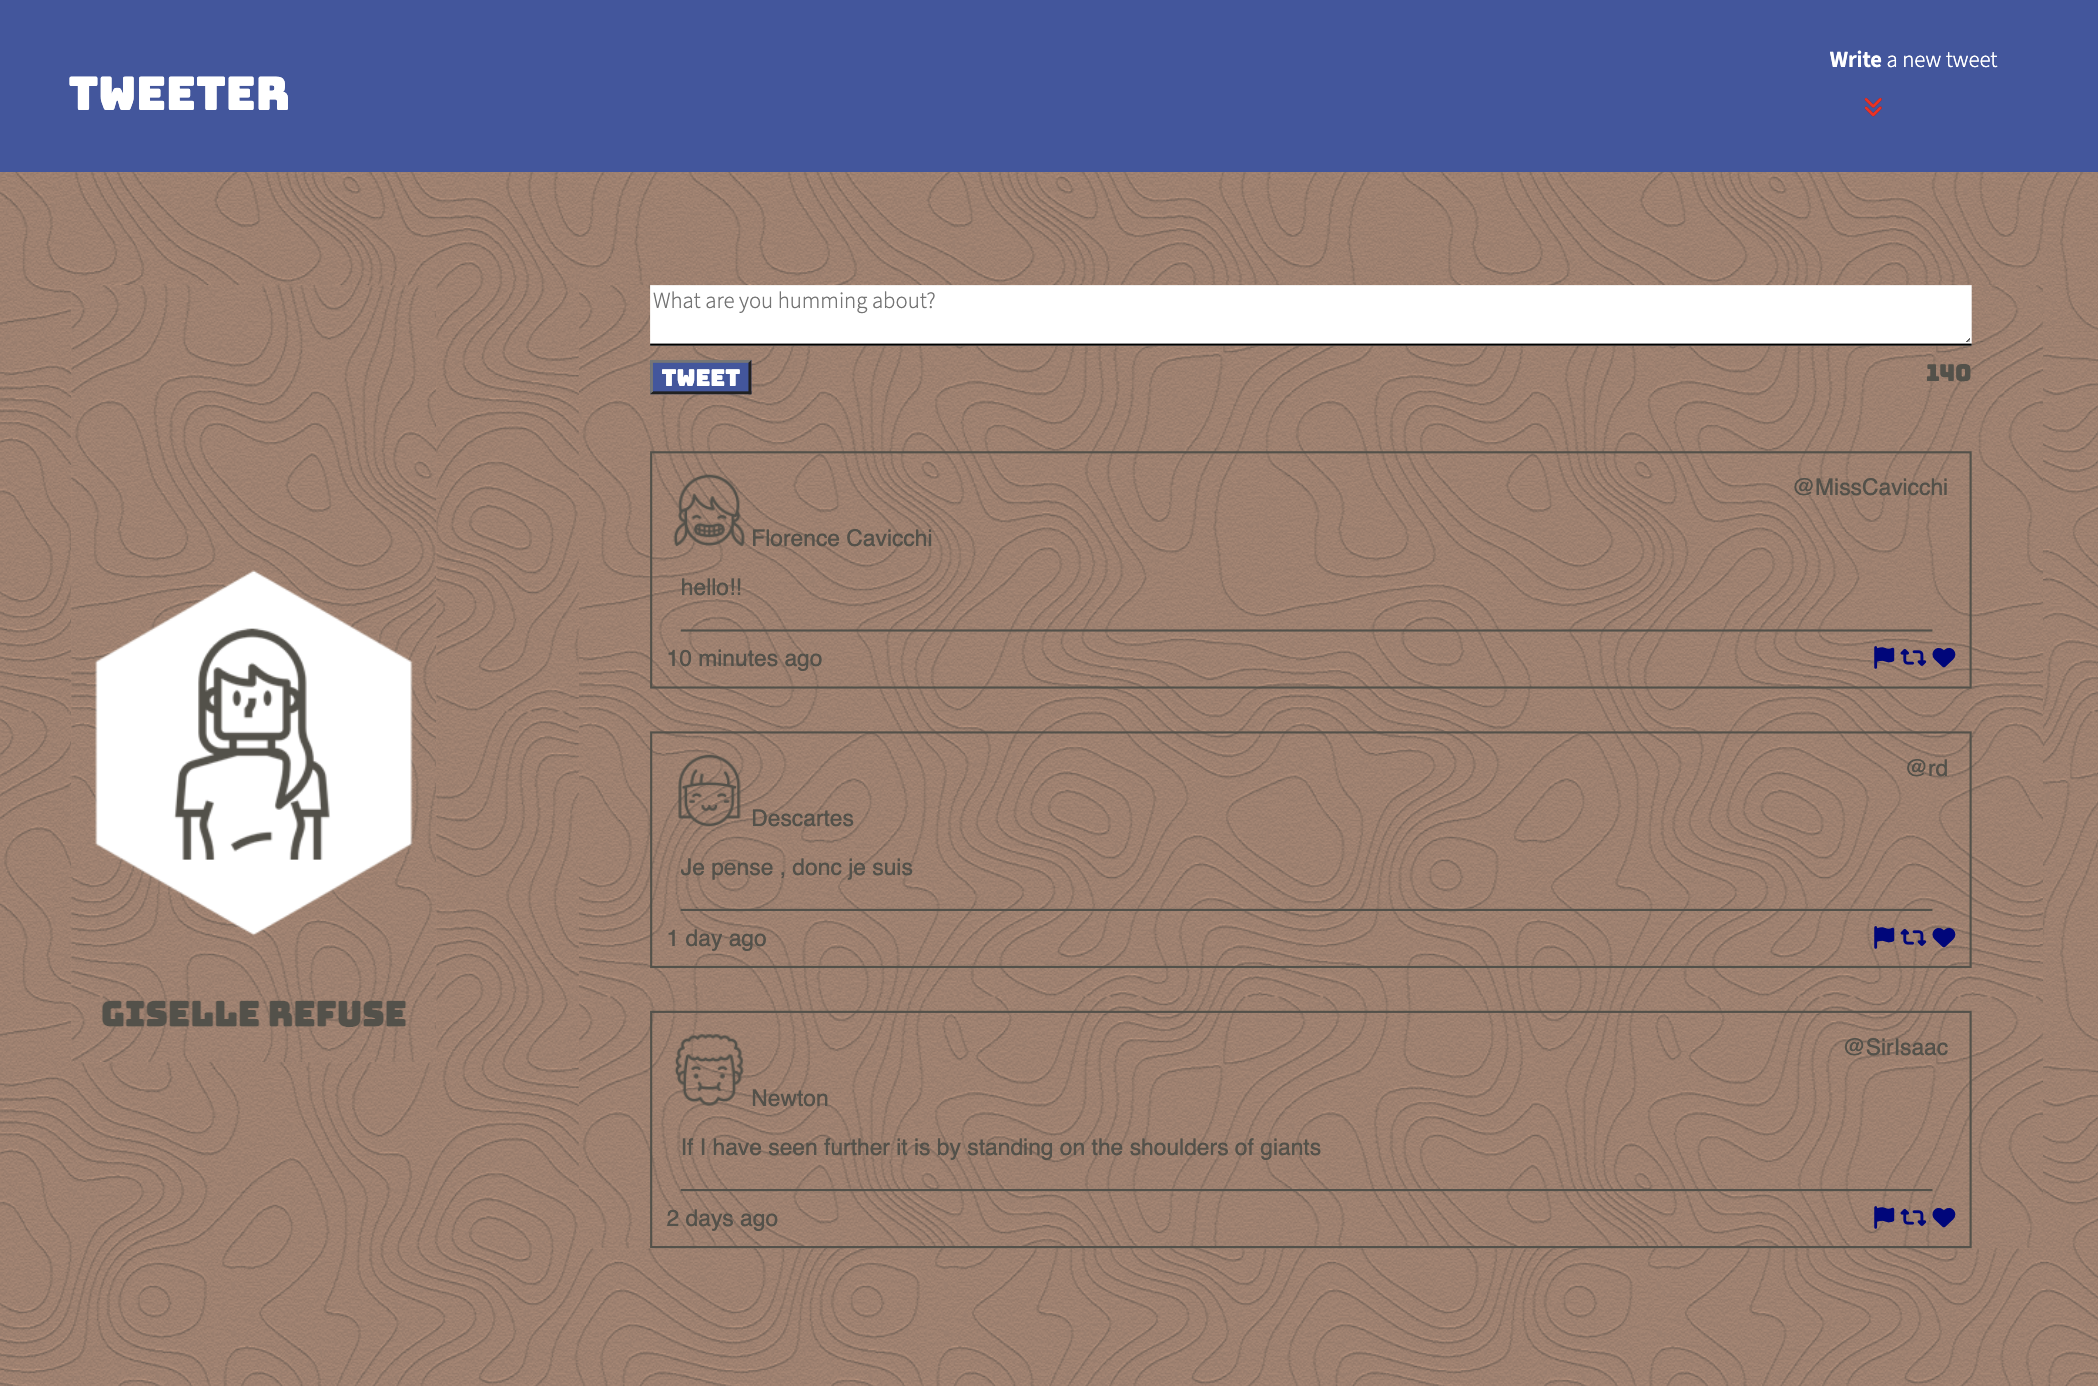 TWEETER
Write a new tweet
What are you humming about?
TWEET
140
@MissCavicchi
Florence Cavicchi
hello!!
10 minutes ago
@rd
Descartes
Je pense , donc je suis
1 day ago
GISELLE REFUSE
@SirIsaac
Newton
If I have seen further it is by standing on the shoulders of giants
2 days ago